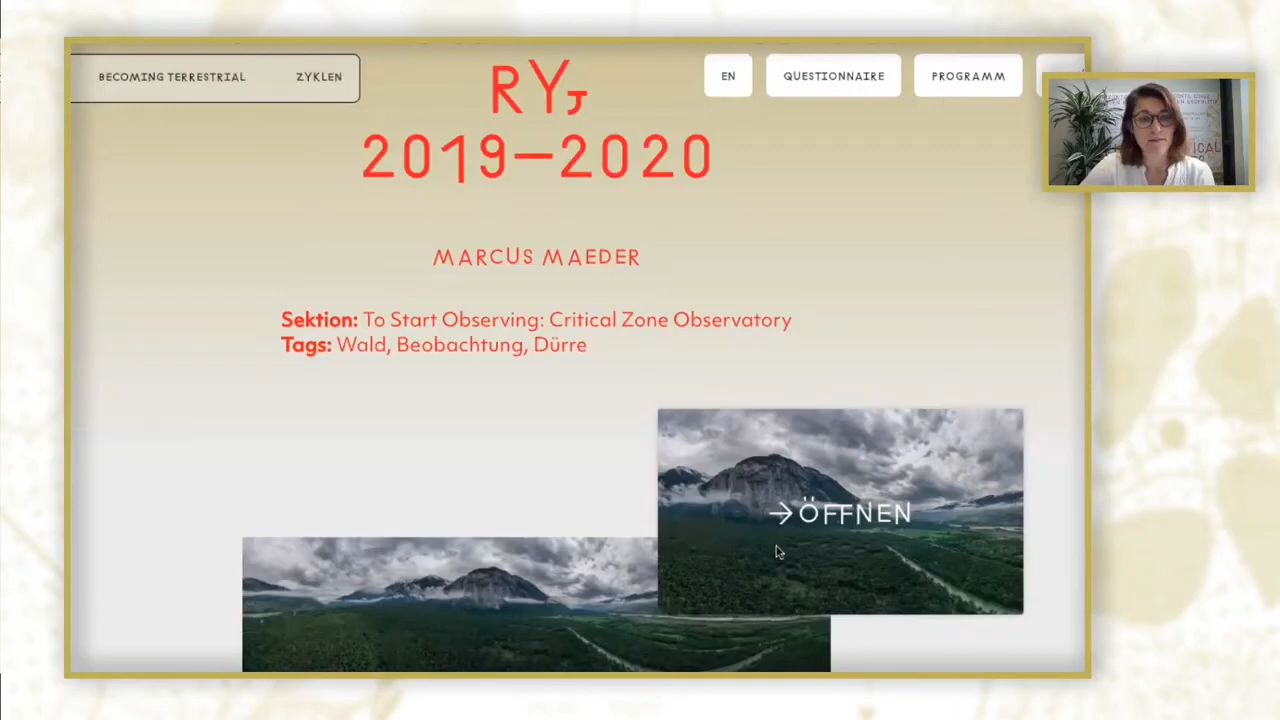 BECOMING TERRESTRIAL
ZYKLEN
EN
QUESTIONNAIRE
PROGRAMM
RY,
2019—2020
MARCUS MAEDER
Sektion: To Start Observing: Critical Zone Observatory
Tags: Wald, Beobachtung, Dürre
→ÖFFNEN